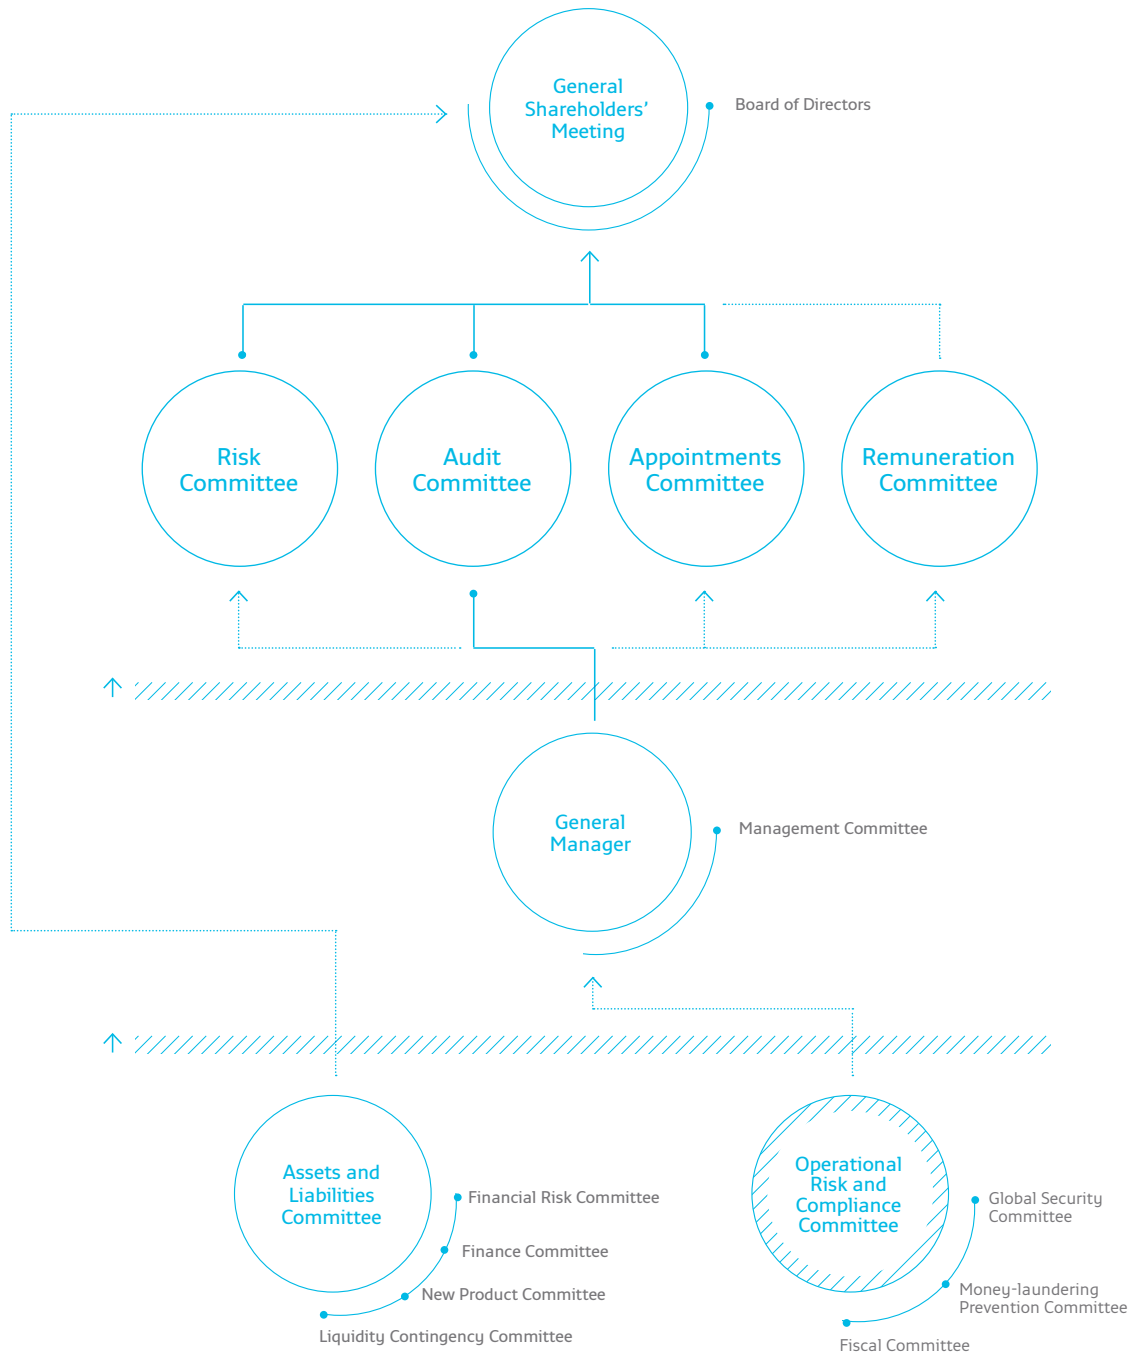 General
Shareholders’
Meeting
Board of Directors
Risk
Committee
Audit
Committee
Appointments
Committee
Remuneration
Committee
General
Manager
Management Committee
Assets and
Liabilities
Committee
Financial Risk Committee
Finance Committee
New Product Committee
Liquidity Contingency Committee
Operational
Risk and
Compliance
Committee
Global Security
Committee
Money-laundering
Prevention Committee
Fiscal Committee